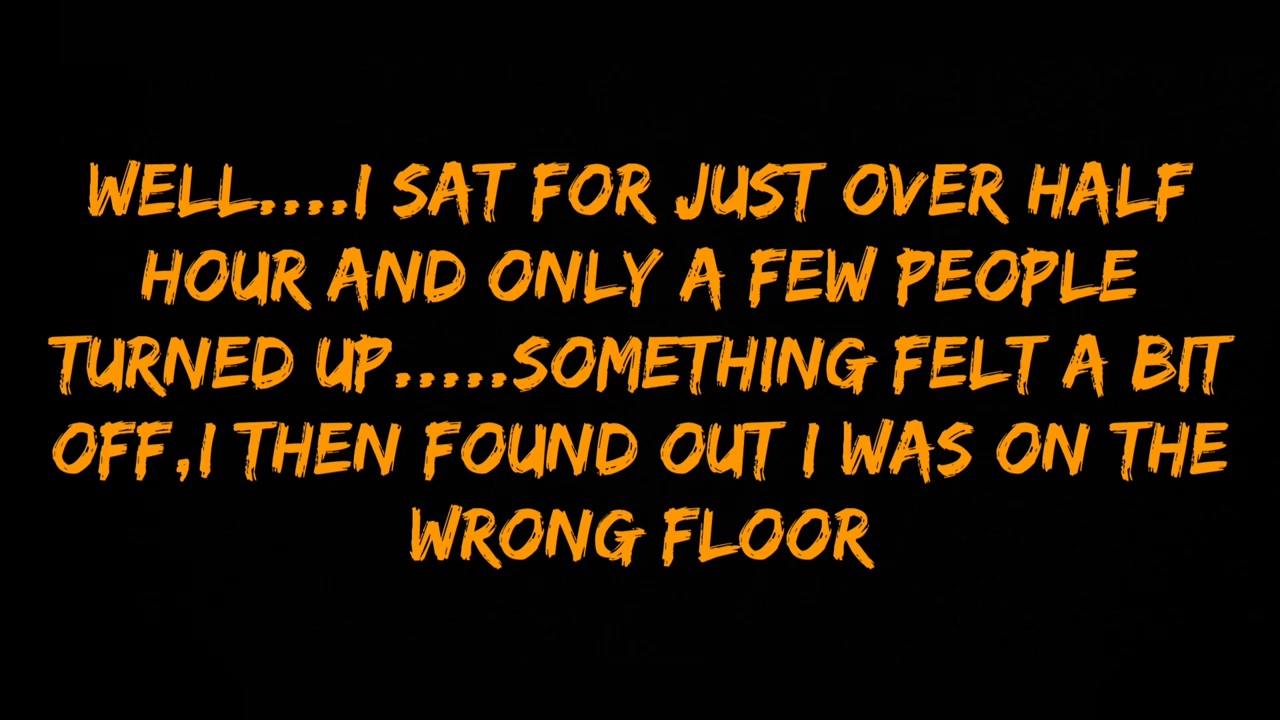 WELL....I SAT FOR JUST OVER HALF
HOUR AND ONLY A FEW PEOPLE
TURNED UP.....SOMETHING FELT A BIT
OFF,I THEN FOUND OUT I WAS ON THE
WRONG FLOOR